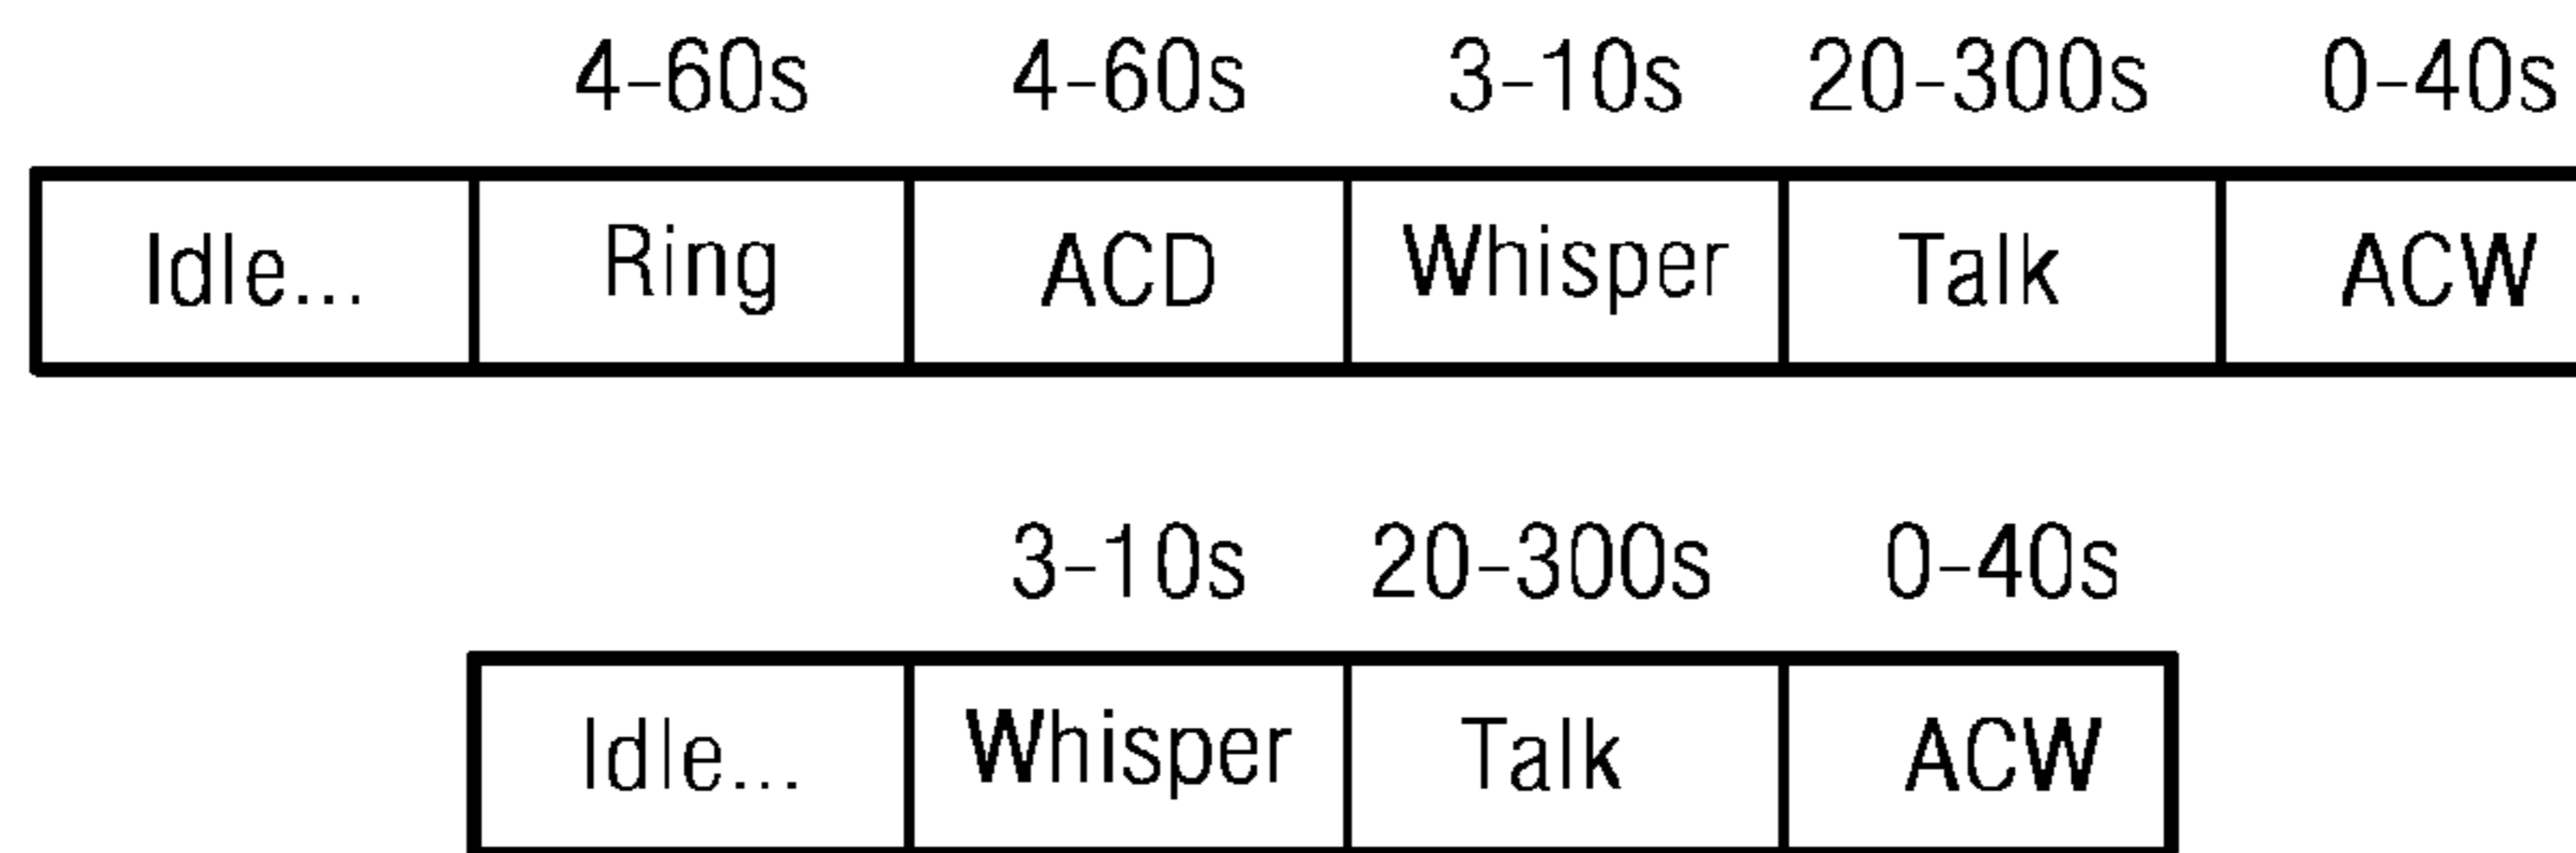 4-60s 4-60s 3-10s 20-300s 0-40s
Idle... Ring ACD Whisper Talk ACW
3-10s 20-300s 0-40s
Idle... Whisper Talk ACW